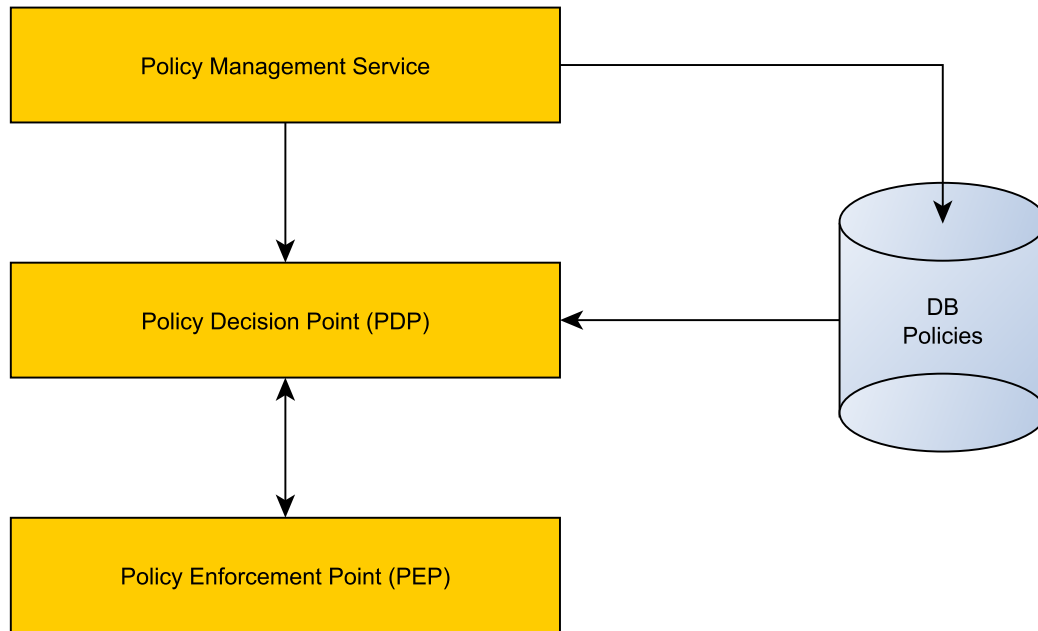 Policy Management Service
Policy Decision Point (PDP)
DB
Policies
Policy Enforcement Point (PEP)